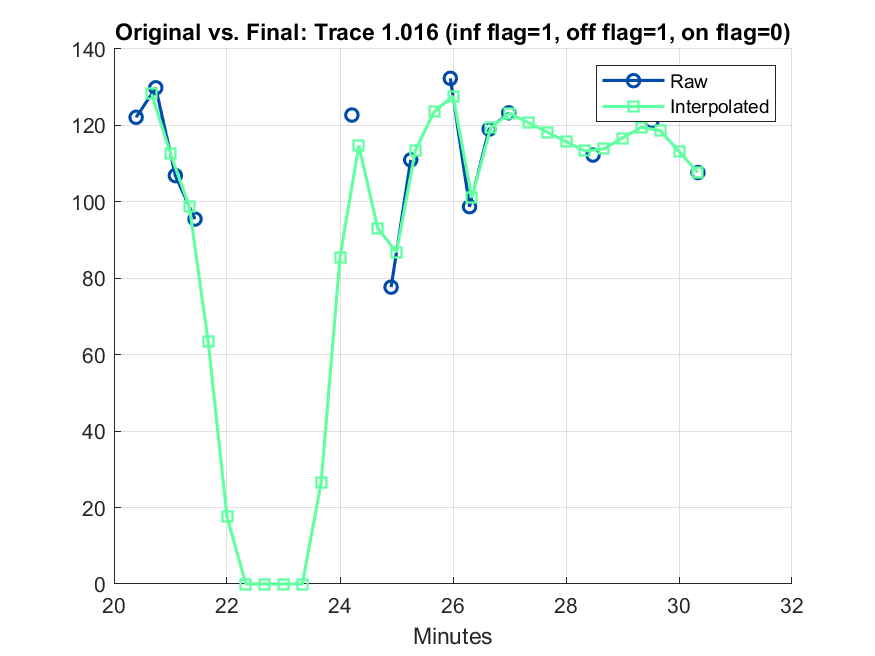 Original vs. Final: Trace 1.016 (inf flag=1, off flag=1, on flag=0)
140
120
100
80
60
40
20
0
Raw
Interpolated
20 22 24 26 28 30 32
Minutes